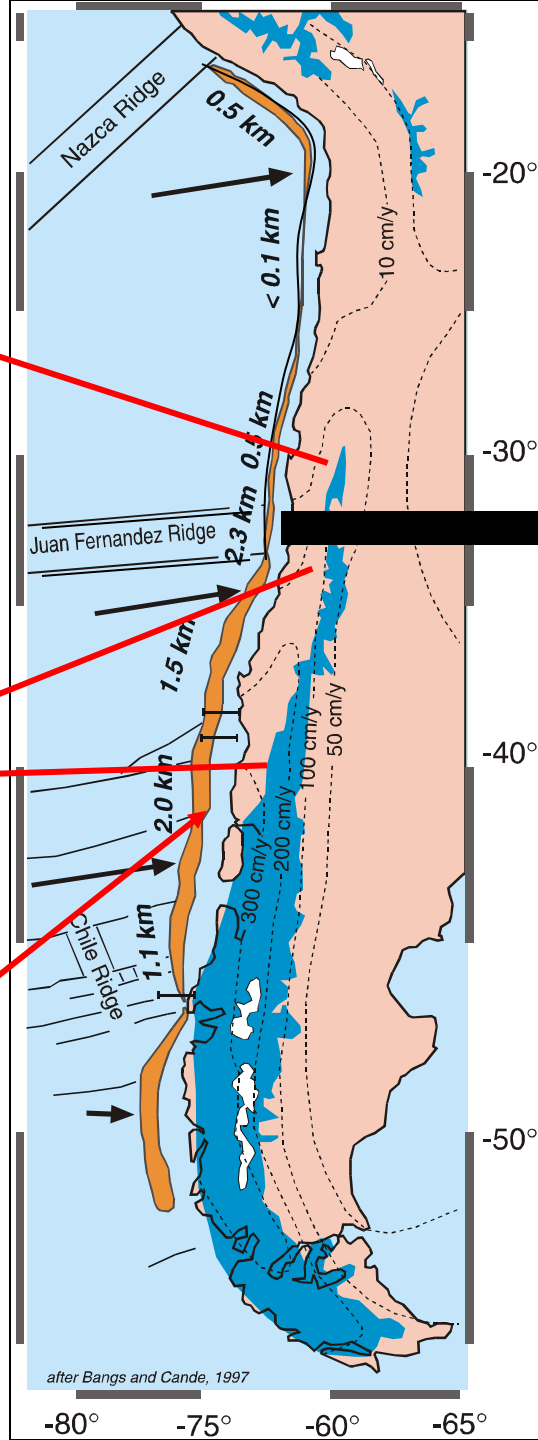 Nazca Ridge
0.5 km
-20°
< 0.1 km
10 cm/y
0.5 km
-30°
2.3 km
Juan Fernandez Ridge
1.5 km
50 cm/y
100 cm/y
-40°
2.0 km
200 cm/y
300 cm/y
1.1 km
Chile Ridge
-50°
after Bangs and Cande, 1997
-80° -75° -60° -65°